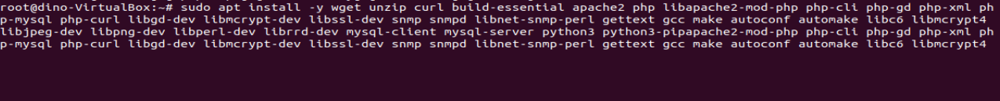 root@dino-VirtualBox:~# sudo apt install -y wget unzip curl build-essential apache2 php libapache2-mod-php php-cli php-gd php-xml ph
p-mysql php-curl libgd-dev libmcrypt-dev libssl-dev snmp snmpd libnet-snmp-perl gettext gcc make autoconf automake libc6 libmcrypt4
libjpeg-dev libpng-dev libperl-dev librrd-dev mysql-client mysql-server python3 python3-pipapache2-mod-php php-cli php-gd php-xml ph
p-mysql php-curl libgd-dev libmcrypt-dev libssl-dev snmp snmpd libnet-snmp-perl gettext gcc make autoconf automake libc6 libmcrypt4